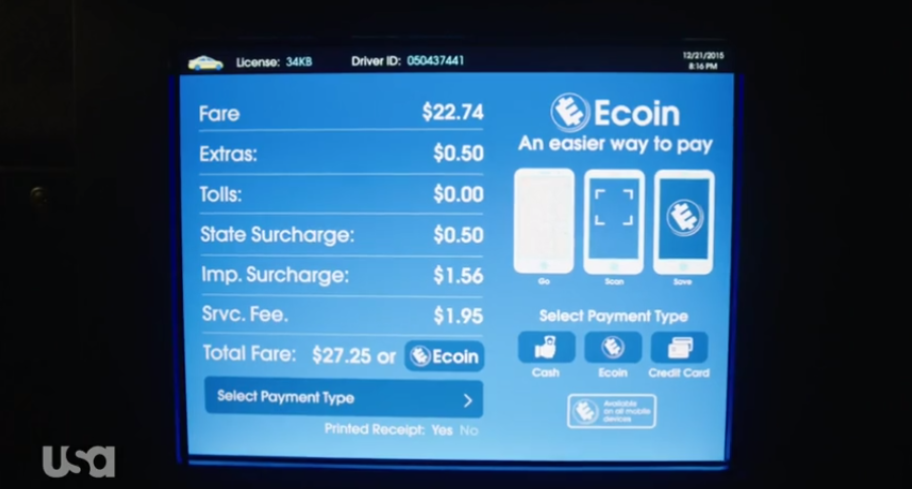 License: 34KB Driver ID: 050437441 12/21/2015
8:16 PM
Fare $22.74
Extras: $0.50
Tolls: $0.00
State Surcharge: $0.50
Imp. Surcharge: $1.56
Srvc. Fee. $1.95
Total Fare: $27.25 or Ecoin
Select Payment Type >
Printed Receipt: Yes No
Ecoin
An easier way to pay
Go Scan Save
Select Payment Type
Cash Ecoin Credit Card
Available
on all mobile
devices
usa